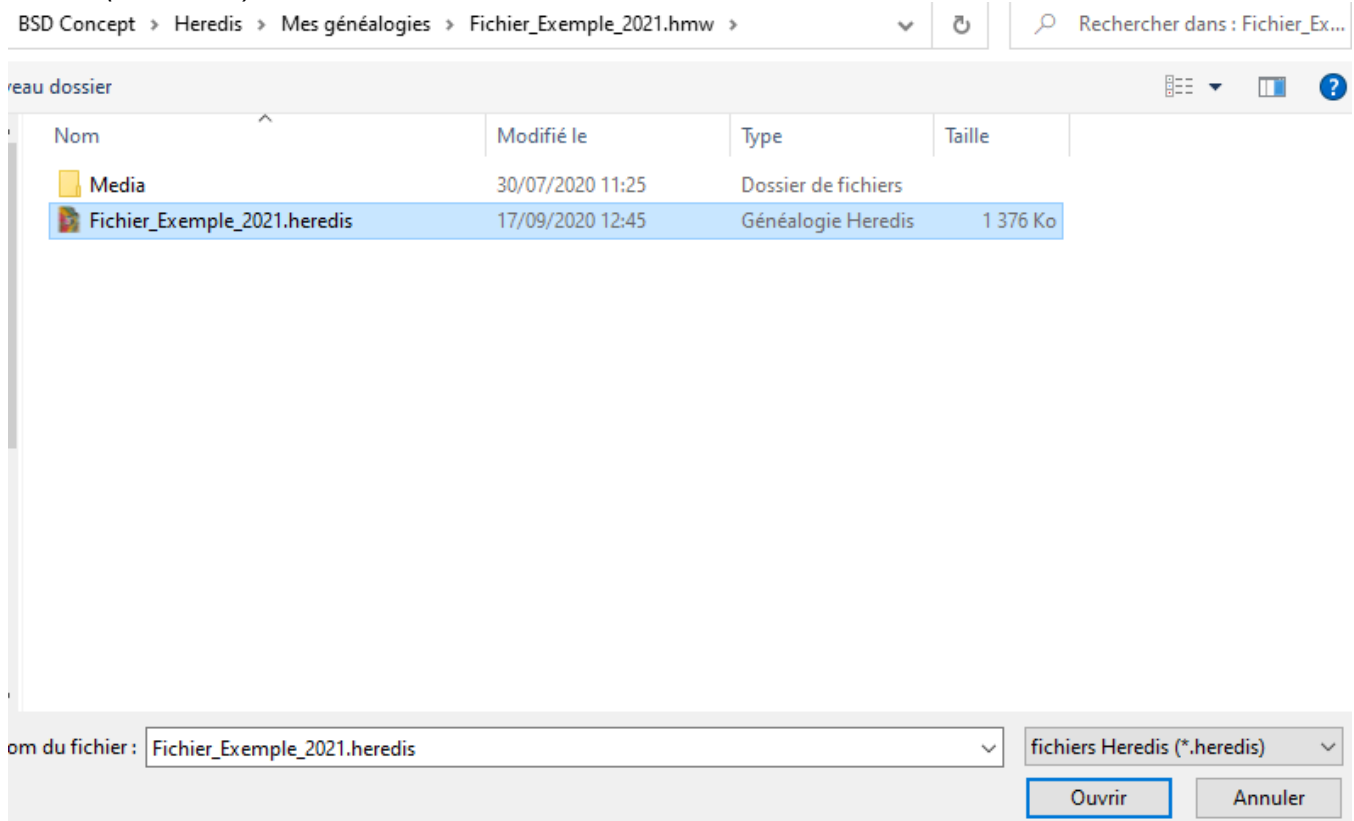 BSD Concept > Heredis > Mes généalogies > Fichier_Exemple_2021.hmw > Rechercher dans : Fichier_Ex...
veau dossier
Nom Modifié le Type Taille
Media 30/07/2020 11:25 Dossier de fichiers
Fichier_Exemple_2021.heredis 17/09/2020 12:45 Généalogie Heredis 1 376 Ko
om du fichier : Fichier_Exemple_2021.heredis fichiers Heredis (*.heredis)
Ouvrir Annuler